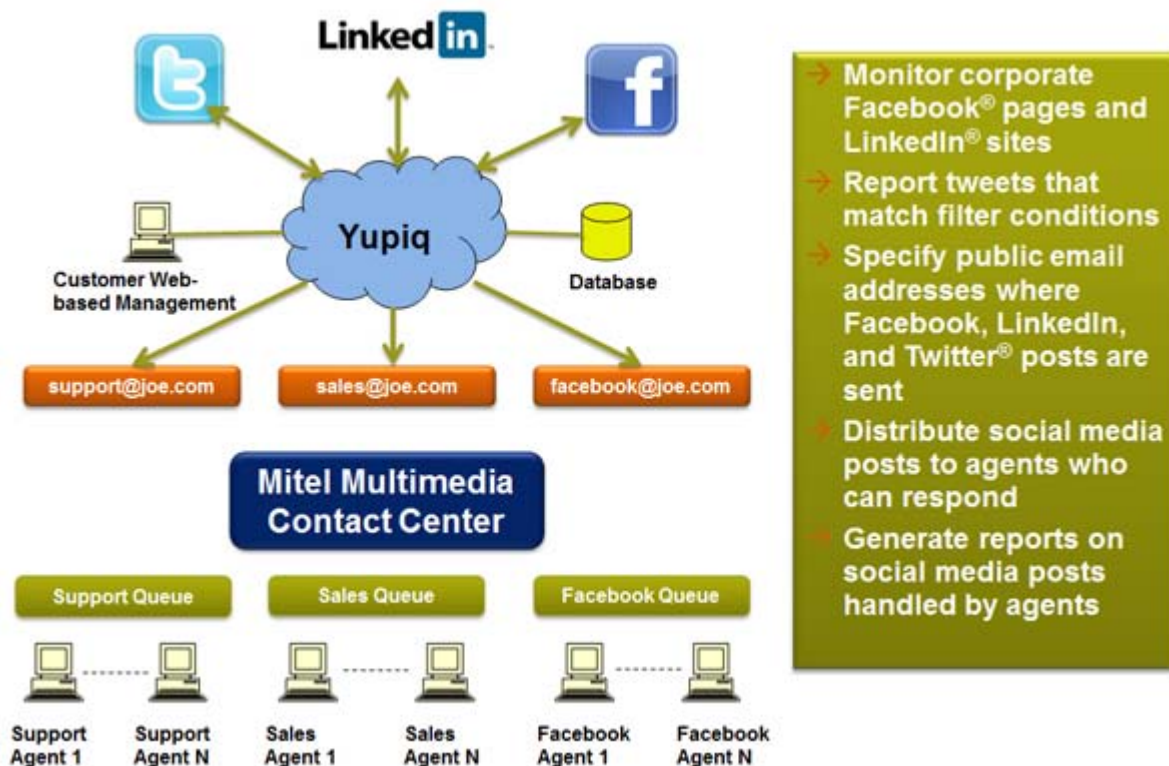 Linked in
Yupiq
Customer Web-
based Management
Database
support@joe.com
sales@joe.com
facebook@joe.com
Mitel Multimedia
Contact Center
Support Queue
Sales Queue
Facebook Queue
Support
Agent 1
Support
Agent N
Sales
Agent 1
Sales
Agent N
Facebook
Agent 1
Facebook
Agent N
→ Monitor corporate
Facebook® pages and
LinkedIn® sites
→ Report tweets that
match filter conditions
→ Specify public email
addresses where
Facebook, LinkedIn,
and Twitter® posts are
sent
→ Distribute social media
posts to agents who
can respond
→ Generate reports on
social media posts
handled by agents